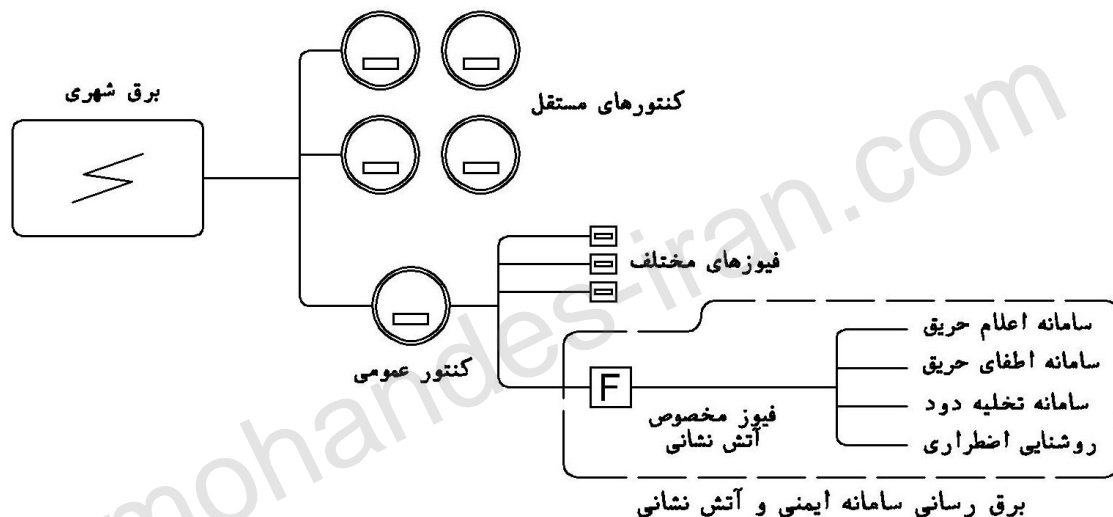 برق شهری
کنتورهای مستقل
فیوزهای مختلف
کنتور عمومی
F
فیوز مخصوص
آتش نشانی
سامانه اعلام حریق
سامانه اطفای حریق
سامانه تخلیه دود
روشنایی اضطراری
برق رسانی سامانه ایمنی و آتش نشانی
mohandes-iran.com